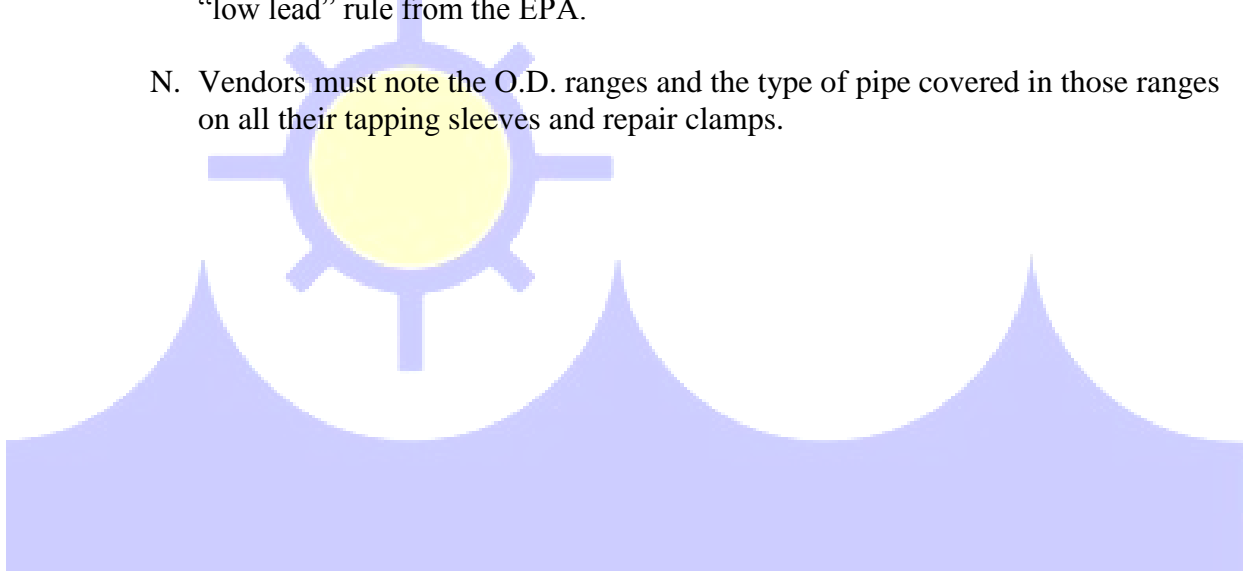 “low lead” rule from the EPA.
N. Vendors must note the O.D. ranges and the type of pipe covered in those ranges
on all their tapping sleeves and repair clamps.